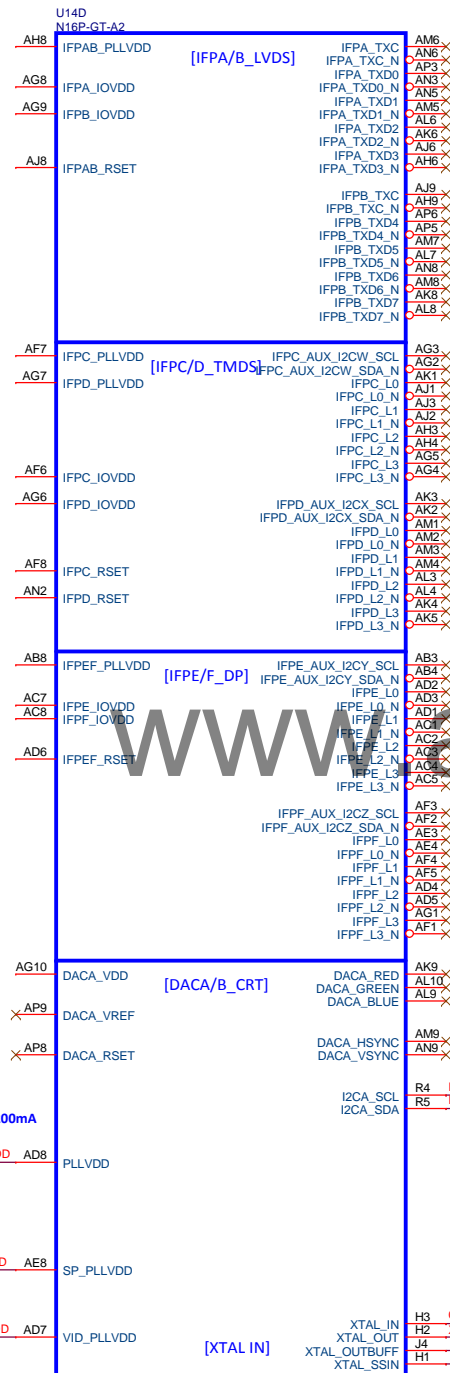 U14D
N16P-GT-A2
[IFPA/B_LVDS]
AH8 IFPAB_PLLVDD
AG8 IFPA_IOVDD
AG9 IFPB_IOVDD
AJ8 IFPAB_RSET
IFPA_TXC AM6
IFPA_TXC_N AN6
IFPA_TXD0 AP3
IFPA_TXD0_N AN3
IFPA_TXD1 AN5
IFPA_TXD1_N AM5
IFPA_TXD2 AL6
IFPA_TXD2_N AK6
IFPA_TXD3 AJ6
IFPA_TXD3_N AH6
IFPB_TXC AJ9
IFPB_TXC_N AH9
IFPB_TXD4 AP6
IFPB_TXD4_N AP5
IFPB_TXD5 AM7
IFPB_TXD5_N AL7
IFPB_TXD6 AN8
IFPB_TXD6_N AM8
IFPB_TXD7 AK8
IFPB_TXD7_N AL8
[IFPC/D_TMDS]
AF7 IFPC_PLLVDD
AG7 IFPD_PLLVDD
AF6 IFPC_IOVDD
AG6 IFPD_IOVDD
AF8 IFPC_RSET
AN2 IFPD_RSET
IFPC_AUX_I2CW_SCL AG3
IFPC_AUX_I2CW_SDA_N AG2
IFPC_L0 AK1
IFPC_L0_N AJ1
IFPC_L1 AJ3
IFPC_L1_N AJ2
IFPC_L2 AH3
IFPC_L2_N AH4
IFPC_L3 AG5
IFPC_L3_N AG4
IFPD_AUX_I2CX_SCL AK3
IFPD_AUX_I2CX_SDA_N AK2
IFPD_L0 AM1
IFPD_L0_N AM2
IFPD_L1 AM3
IFPD_L1_N AM4
IFPD_L2 AL3
IFPD_L2_N AL4
IFPD_L3 AK4
IFPD_L3_N AK5
[IFPE/F_DP]
AB8 IFPEF_PLLVDD
AC7 IFPE_IOVDD
AC8 IFPF_IOVDD
AD6 IFPEF_RSET
IFPE_AUX_I2CY_SCL AB3
IFPE_AUX_I2CY_SDA_N AB4
IFPE_L0 AD2
IFPE_L0_N AD3
IFPE_L1 AD1
IFPE_L1_N AC1
IFPE_L2 AC2
IFPE_L2_N AC3
IFPE_L3 AC4
IFPE_L3_N AC5
www.
IFPF_AUX_I2CZ_SCL AF3
IFPF_AUX_I2CZ_SDA_N AF2
IFPF_L0 AE3
IFPF_L0_N AE4
IFPF_L1 AF4
IFPF_L1_N AF5
IFPF_L2 AD4
IFPF_L2_N AD5
IFPF_L3 AG1
IFPF_L3_N AF1
[DACA/B_CRT]
AG10 DACA_VDD
AP9 DACA_VREF
AP8 DACA_RSET
DACA_RED AK9
DACA_GREEN AL10
DACA_BLUE AL9
DACA_HSYNC AM9
DACA_VSYNC AN9
I2CA_SCL R4
I2CA_SDA R5
00mA
D AD8 PLLVDD
D AE8 SP_PLLVDD
D AD7 VID_PLLVDD
[XTAL IN]
XTAL_IN H3
XTAL_OUT H2
XTAL_OUTBUFF J4
XTAL_SSIN H1